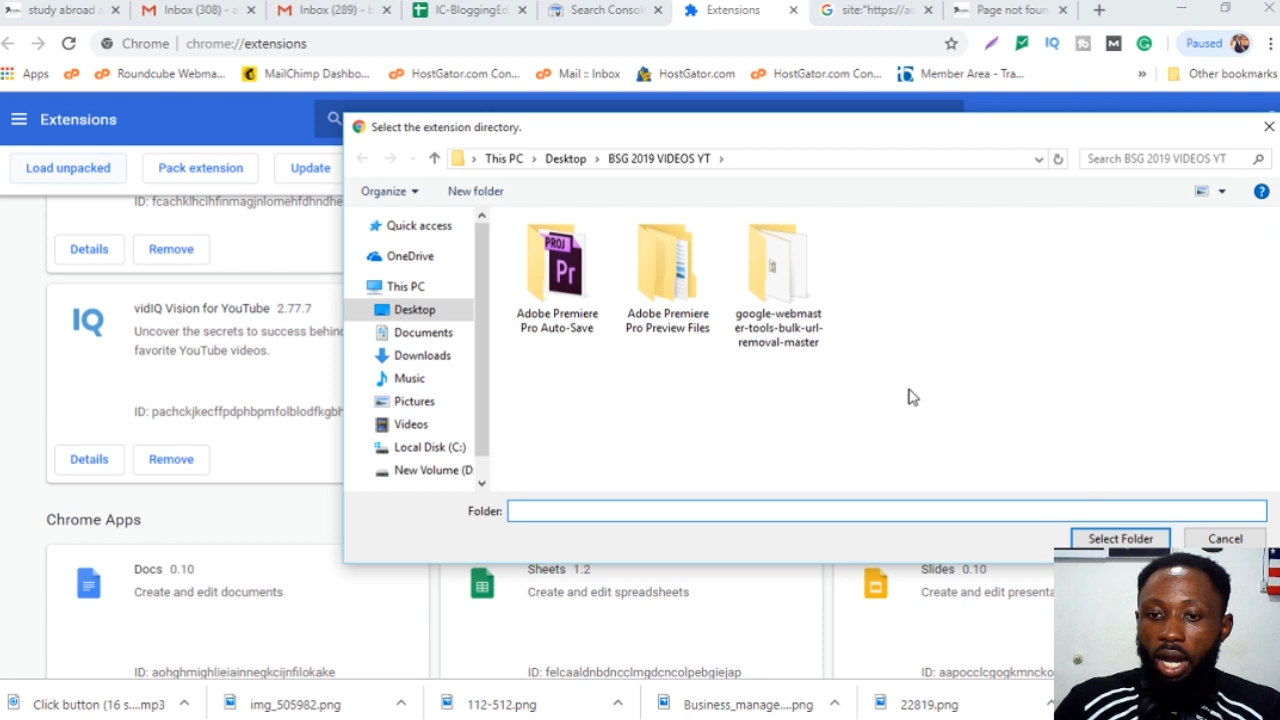 study abroad
Inbox (308) -
Inbox (289) -
IC-BloggingEd
Search Consol
Extensions
site:"https://ai
Page not foun
Chrome
chrome://extensions
Paused
Apps
Roundcube Webma...
MailChimp Dashbo...
HostGator.com Con...
Mail :: Inbox
HostGator.com
HostGator.com Con...
Member Area - Tra...
»
Other bookmarks
Extensions
Load unpacked
Pack extension
Update
Select the extension directory.
This PC
Desktop
BSG 2019 VIDEOS YT
Search BSG 2019 VIDEOS YT
Organize
New folder
Quick access
OneDrive
This PC
Desktop
Documents
Downloads
Music
Pictures
Videos
Local Disk (C:)
New Volume (D
PROJ
Pr
Adobe Premiere
Pro Auto-Save
Adobe Premiere
Pro Preview Files
google-webmast
er-tools-bulk-url-
removal-master
Folder:
Select Folder
Cancel
ID: fcachklhcihfinmagjnlomehfdhndhe
Details
Remove
IQ
vidIQ Vision for YouTube 2.77.7
Uncover the secrets to success behind
favorite YouTube videos.
ID: pachckjkecffpdphbpmfolblodfkgbh
Details
Remove
Chrome Apps
Docs 0.10
Create and edit documents
ID: aohghmighlieiainnegkcijnfilokake
Sheets 1.2
Create and edit spreadsheets
ID: felcaaldnbdncclmgdcncolpebgiejap
Slides 0.10
Create and edit presenta
ID: aapocclcgogkmnckо
Click button (16 s....mp3
img_505982.png
112-512.png
Business_manage....png
22819.png